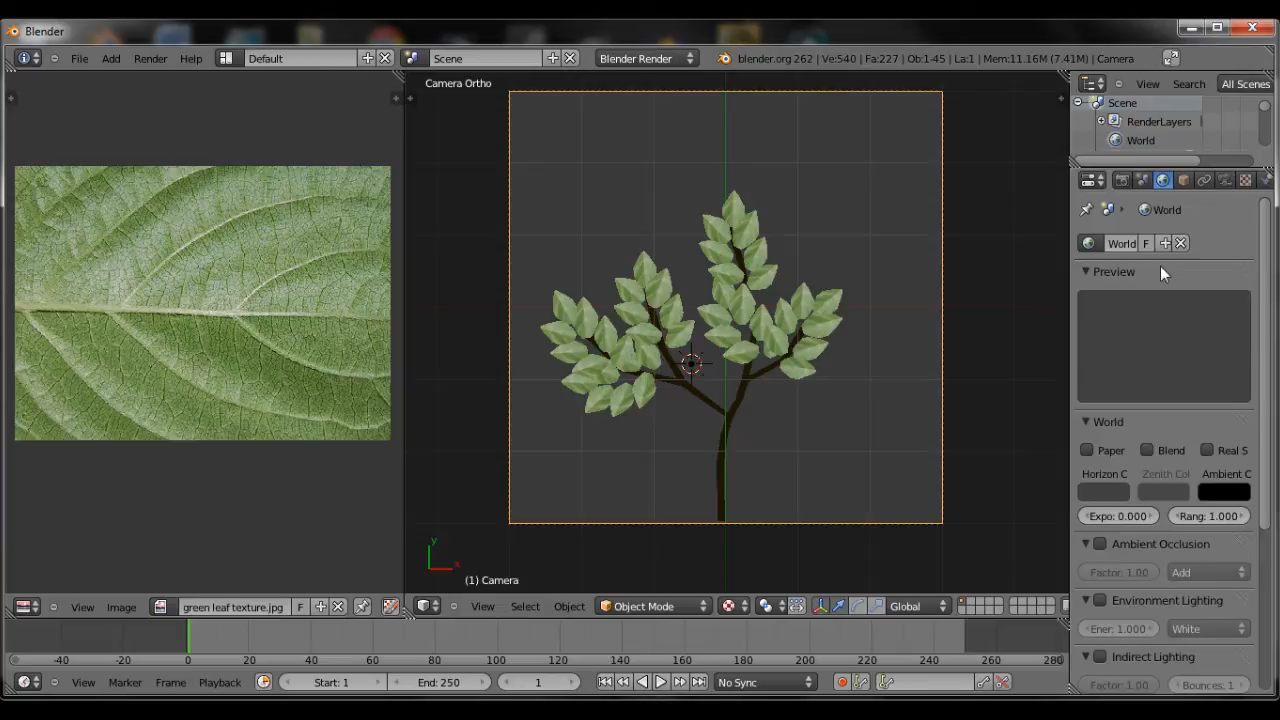 Blender
File Add Render Help Default Scene Blender Render blender.org 262 | Ve:540 | Fa:227 | Ob:1-45 | La:1 | Mem:11.16M (7.41M) | Camera
Camera Ortho
View Search All Scenes
Scene
RenderLayers
World
World
World F
Preview
World
Paper Blend Real S
Horizon C Zenith Col Ambient C
Expo: 0.000 Rang: 1.000
Ambient Occlusion
Factor: 1.00 Add
Environment Lighting
Ener: 1.000 White
Indirect Lighting
Factor: 1.00 Bounces: 1
y
x
(1) Camera
View Image green leaf texture.jpg F
View Select Object Object Mode Global
-40 -20 0 20 40 60 80 100 120 140 160 180 200 220 240 260 280
View Marker Frame Playback Start: 1 End: 250 1 No Sync